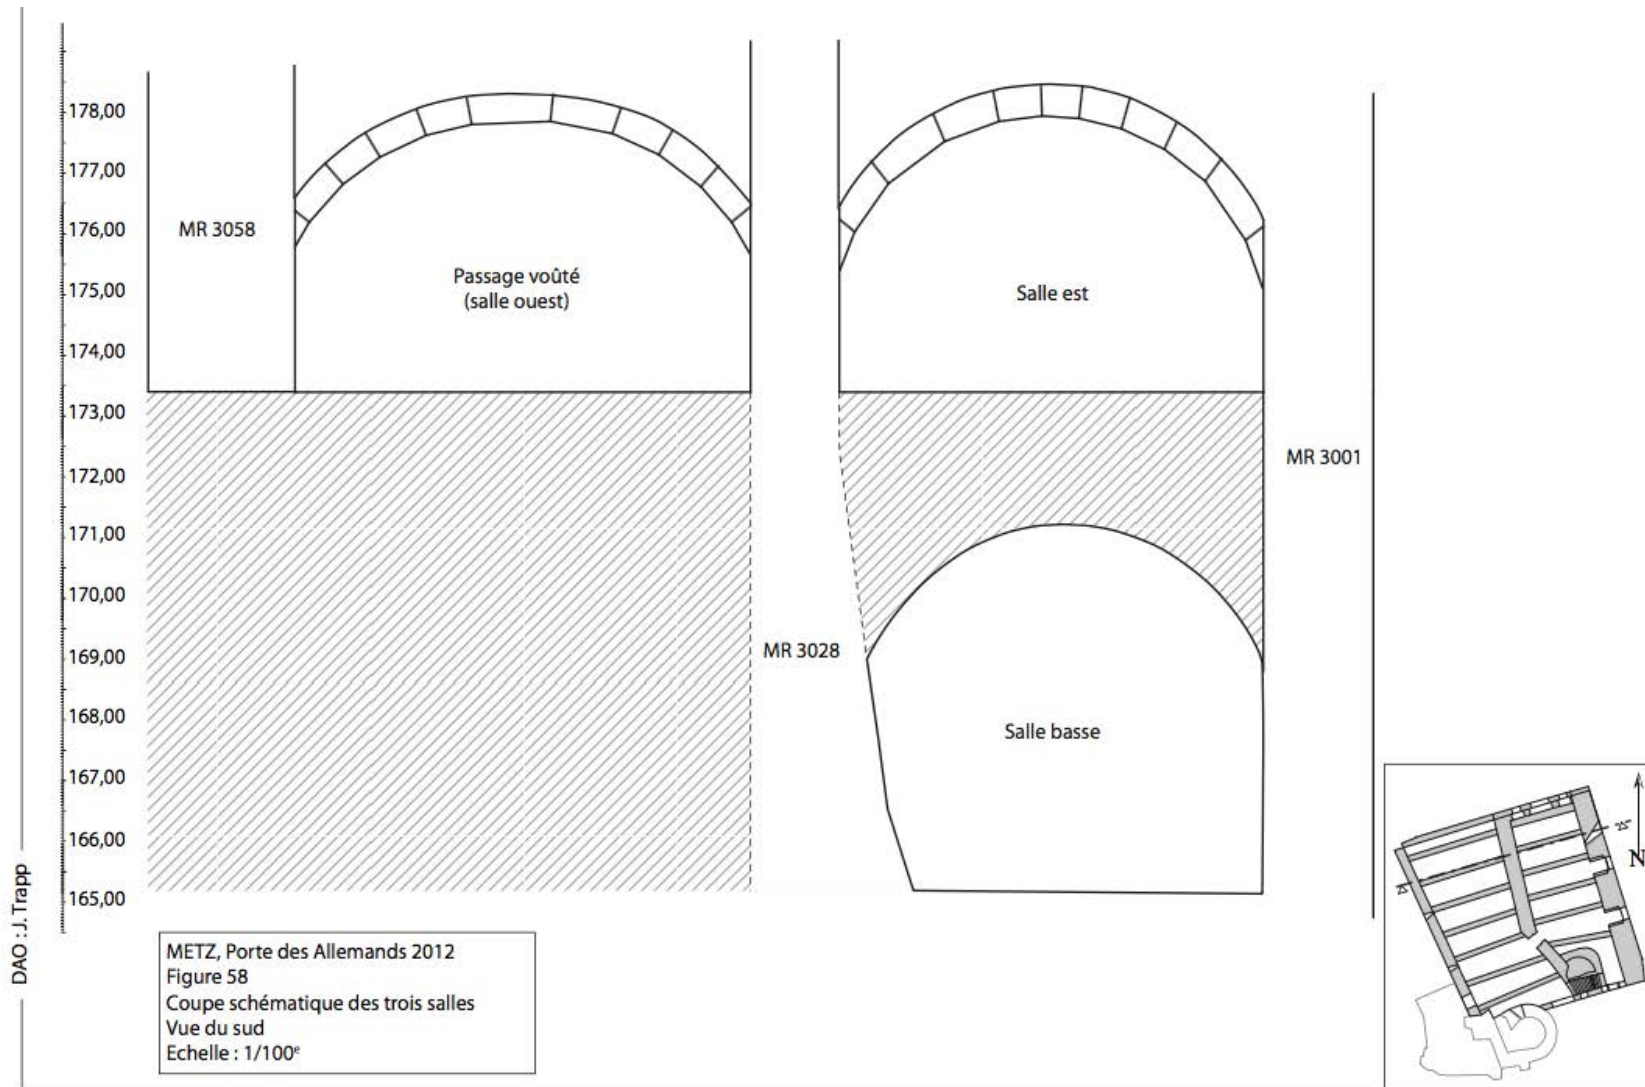 178,00
177,00
176,00
175,00
174,00
173,00
172,00
171,00
170,00
169,00
168,00
167,00
166,00
165,00
MR 3058
Passage voûté
(salle ouest)
Salle est
MR 3001
MR 3028
Salle basse
N
DAO : J. Trapp
METZ, Porte des Allemands 2012
Figure 58
Coupe schématique des trois salles
Vue du sud
Echelle : 1/100ᵉ